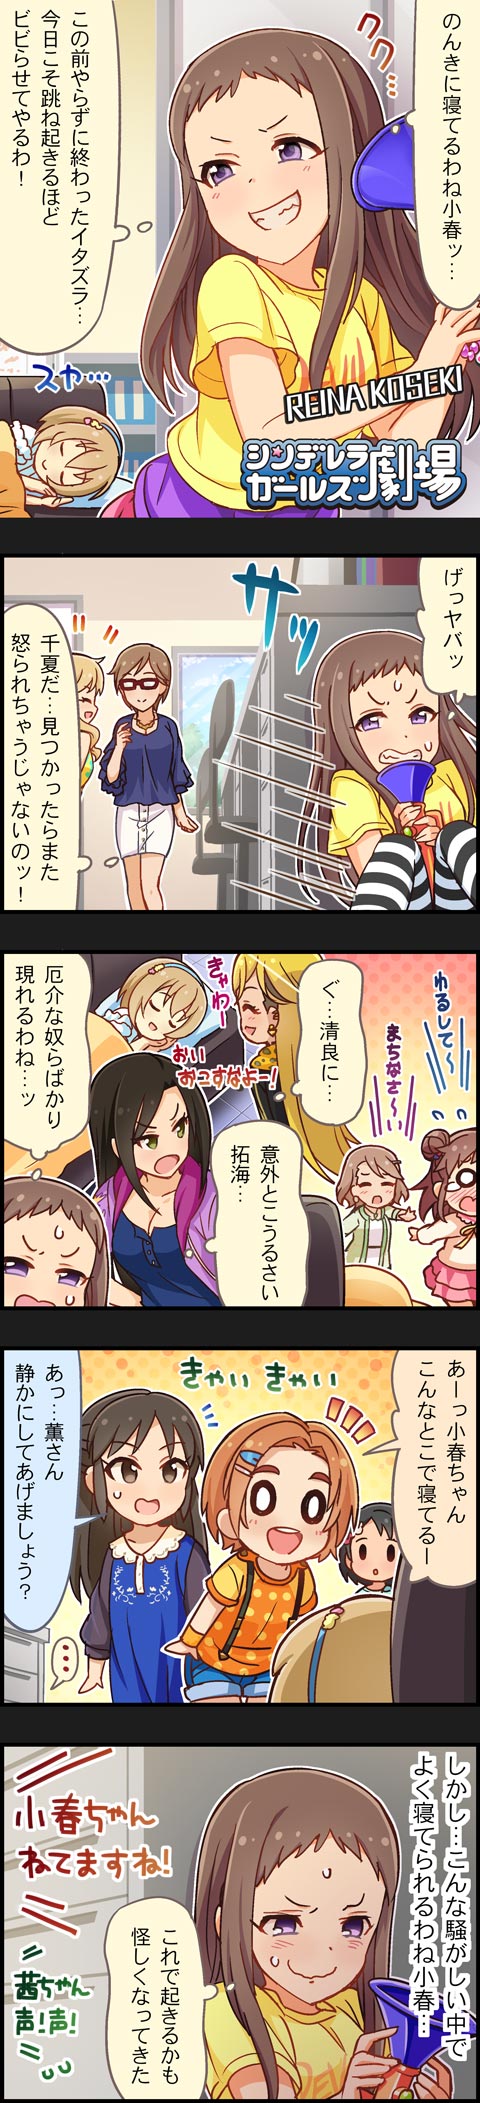 のんきに寝てるわね小春ッ…
クク…
この前やらずに終わったイタズラ…
今日こそ跳ね起きるほど
ビビらせてやるわ！
スヤ…
DEVIL
REINA KOSEKI
シンデレラ
ガールズ劇場
げっヤバッ
サッ
千夏だ…見つかったらまた
怒られちゃうじゃないのッ！
ゆるして〜
まちなさ〜い
ぐ…清良に…
きゃわー
おい
おこすなよー！
意外とこうるさい
拓海…
厄介な奴らばかり
現れるわね…ッ
あーっ小春ちゃん
こんなとこで寝てるー
きゃい きゃい
あっ…薫さん
静かにしてあげましょう？
…
しかし…こんな騒がしい中で
よく寝てられるわね小春…
小春ちゃん
ねてますね！
茜ちゃん
声！声！
これで起きるかも
怪しくなってきた
DEVI